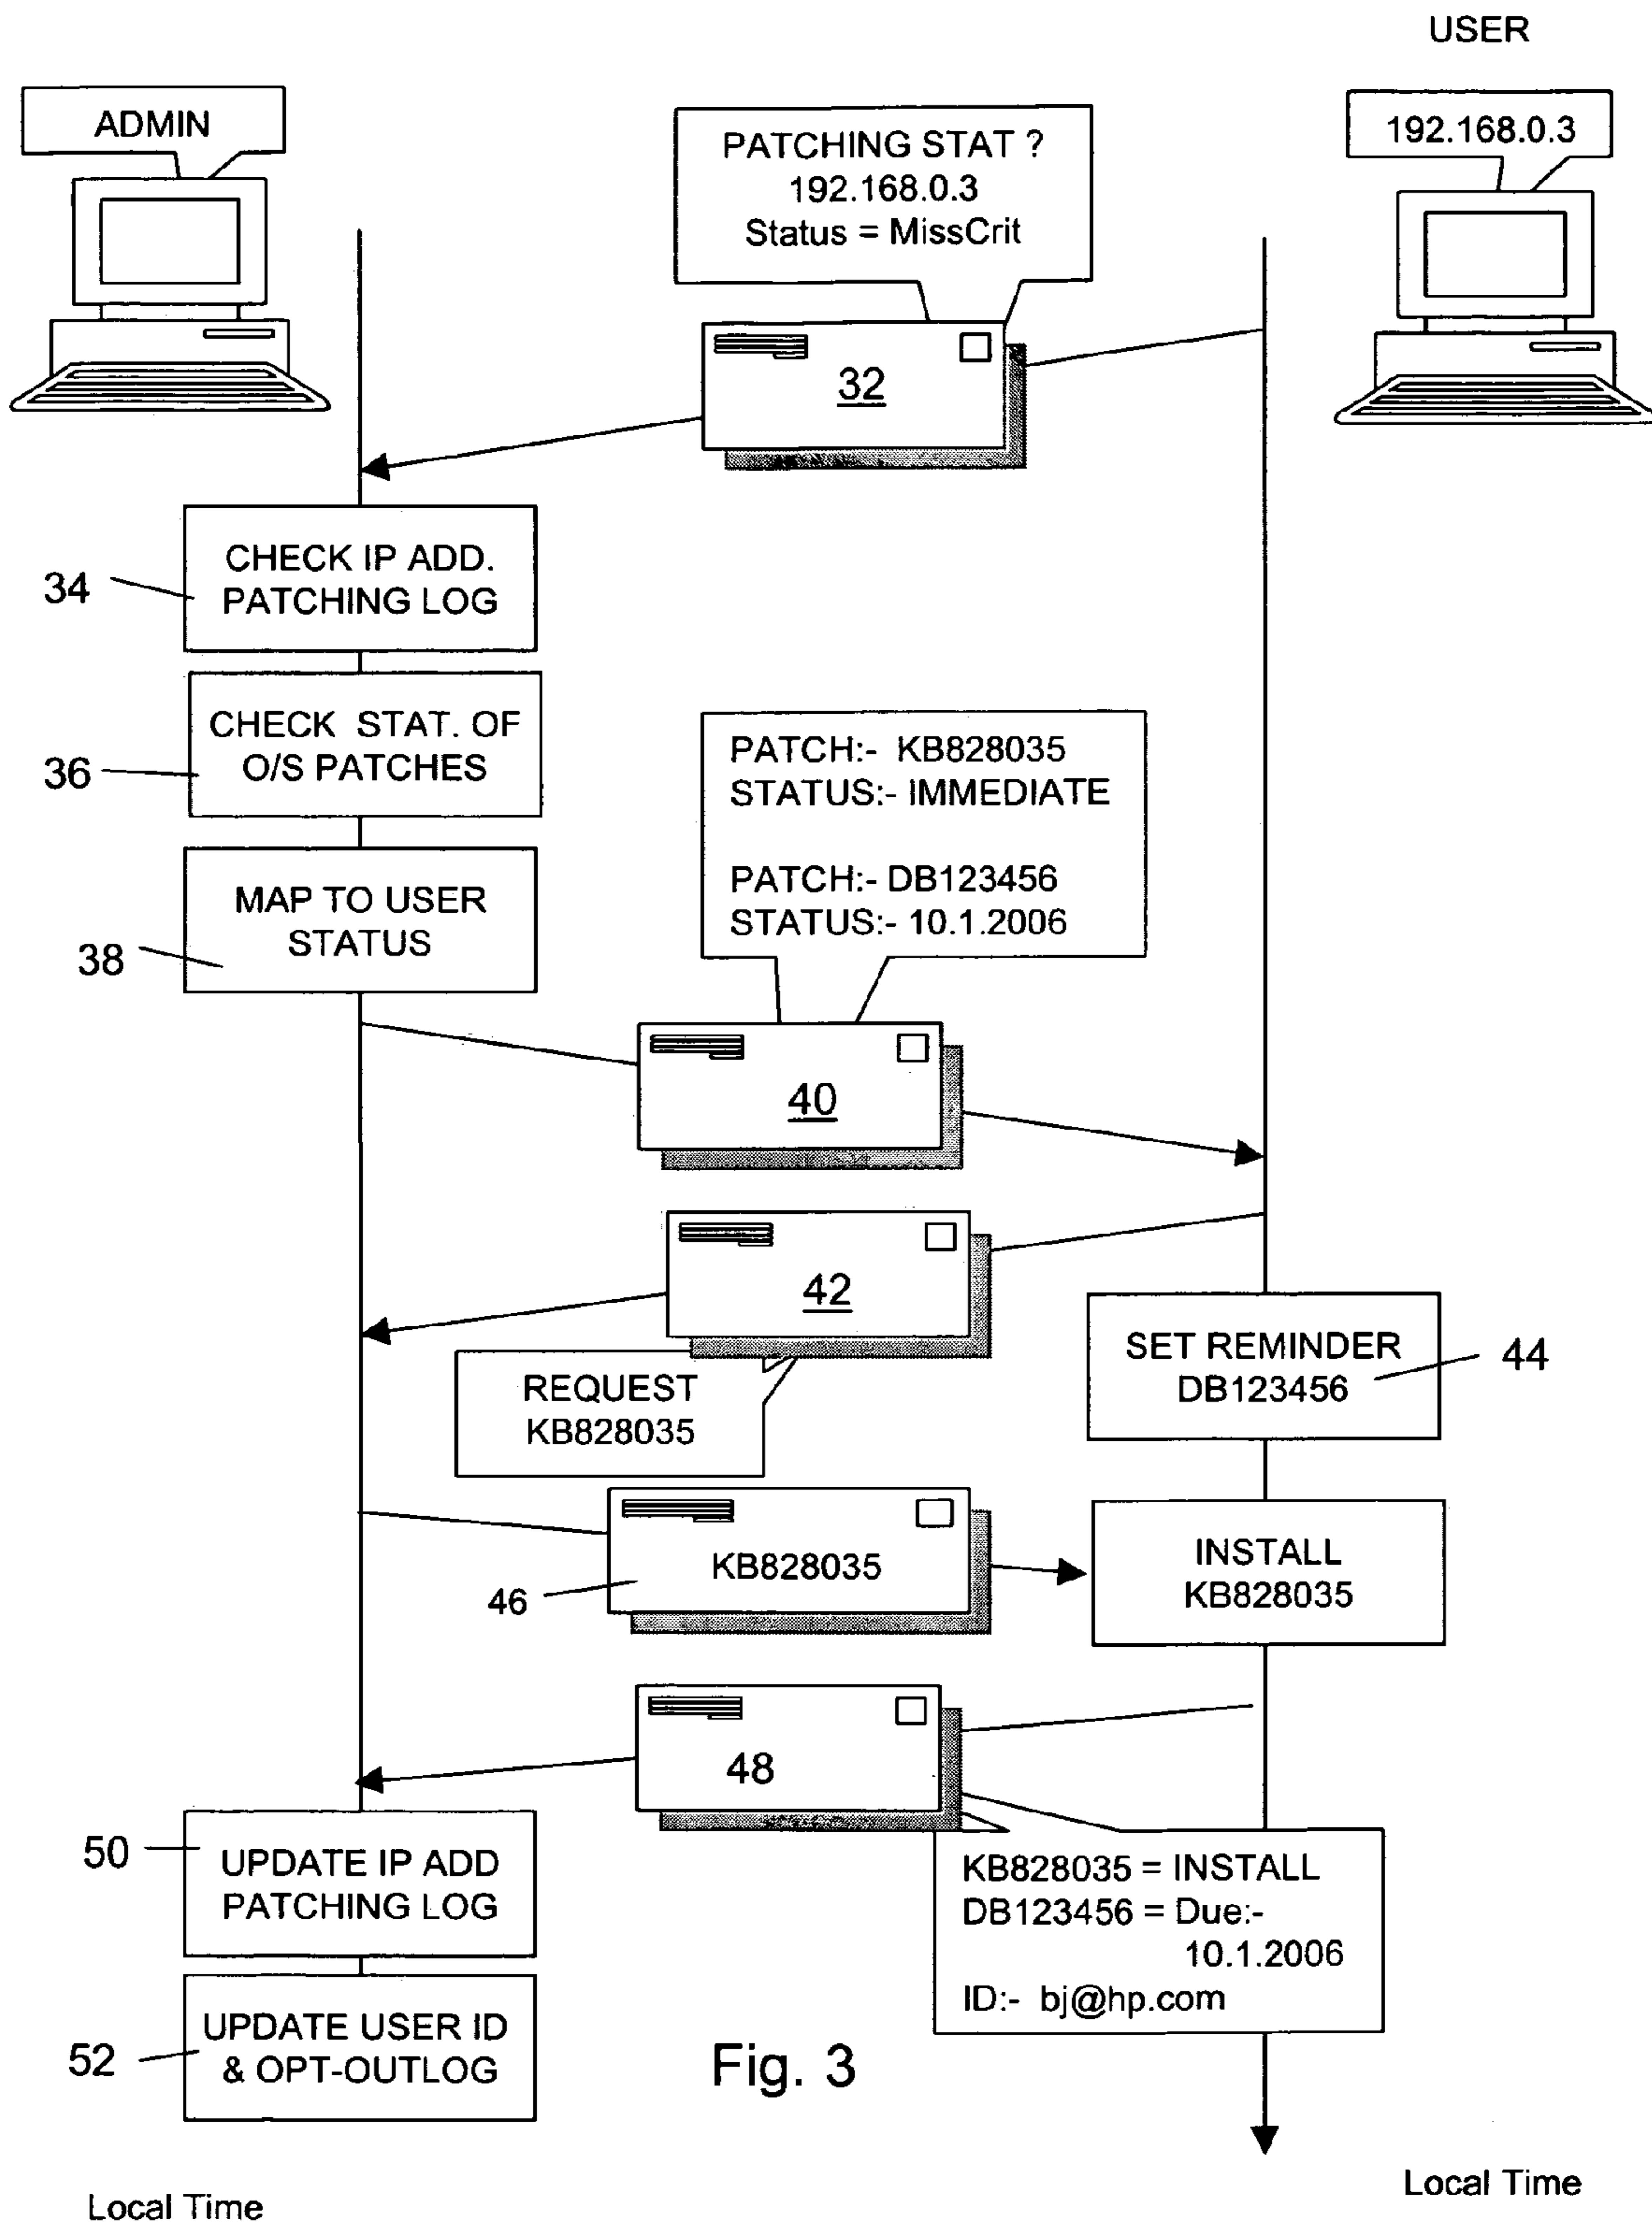 USER
ADMIN
192.168.0.3
PATCHING STAT ?
192.168.0.3
Status = MissCrit
32
34
CHECK IP ADD.
PATCHING LOG
36
CHECK STAT. OF
O/S PATCHES
38
MAP TO USER
STATUS
PATCH:- KB828035
STATUS:- IMMEDIATE
PATCH:- DB123456
STATUS:- 10.1.2006
40
42
REQUEST
KB828035
SET REMINDER
DB123456
44
KB828035
46
INSTALL
KB828035
48
50
UPDATE IP ADD
PATCHING LOG
KB828035 = INSTALL
DB123456 = Due:-
10.1.2006
ID:- bj@hp.com
52
UPDATE USER ID
& OPT-OUTLOG
Fig. 3
Local Time
Local Time